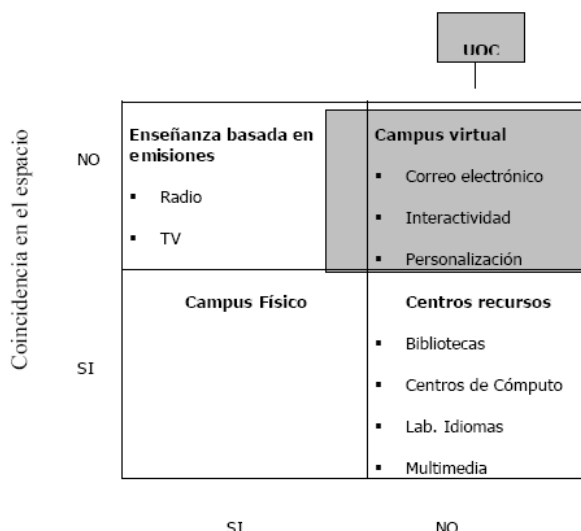 UOC
Coincidencia en el espacio
NO
Enseñanza basada en
emisiones
▪ Radio
▪ TV
Campus virtual
▪ Correo electrónico
▪ Interactividad
▪ Personalización
SI
Campus Físico
Centros recursos
▪ Bibliotecas
▪ Centros de Cómputo
▪ Lab. Idiomas
▪ Multimedia
SI
NO